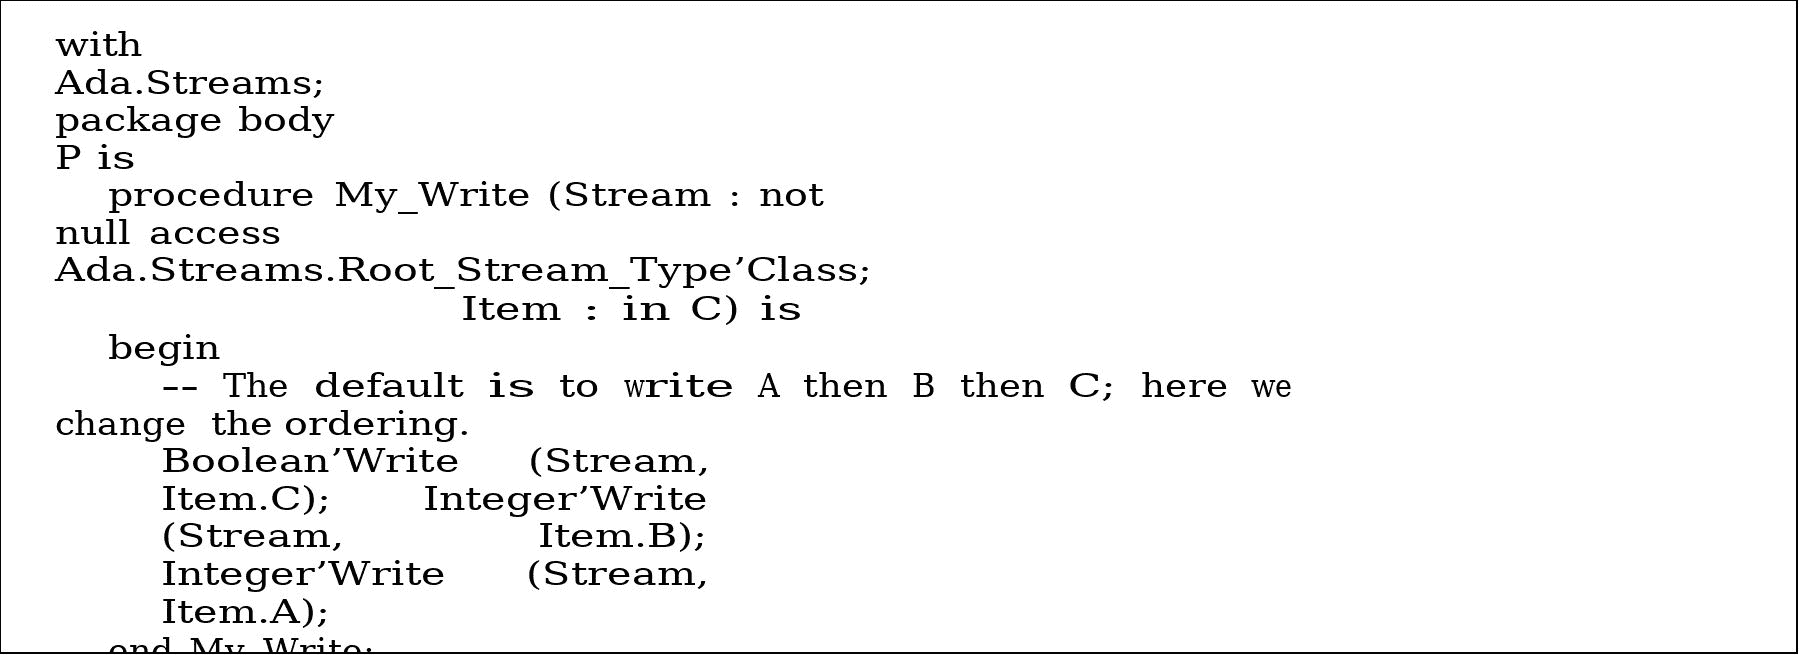 with
Ada.Streams;
package body
P is
procedure My_Write (Stream : not
null access
Ada.Streams.Root_Stream_Type’Class;
Item : in C) is
begin
-- The default is to write A then B then C; here we
change the ordering.
Boolean’Write (Stream,
Item.C); Integer’Write
(Stream, Item.B);
Integer’Write (Stream,
Item.A);
end My_Write;